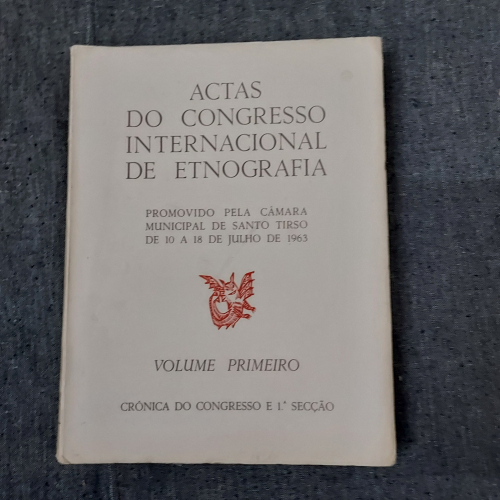 ACTAS
DO CONGRESSO
INTERNACIONAL
DE ETNOGRAFIA
PROMOVIDO PELA CÂMARA
MUNICIPAL DE SANTO TIRSO
DE 10 A 18 DE JULHO DE 1963
VOLUME PRIMEIRO
CRÓNICA DO CONGRESSO E 1.ª SECÇÃO